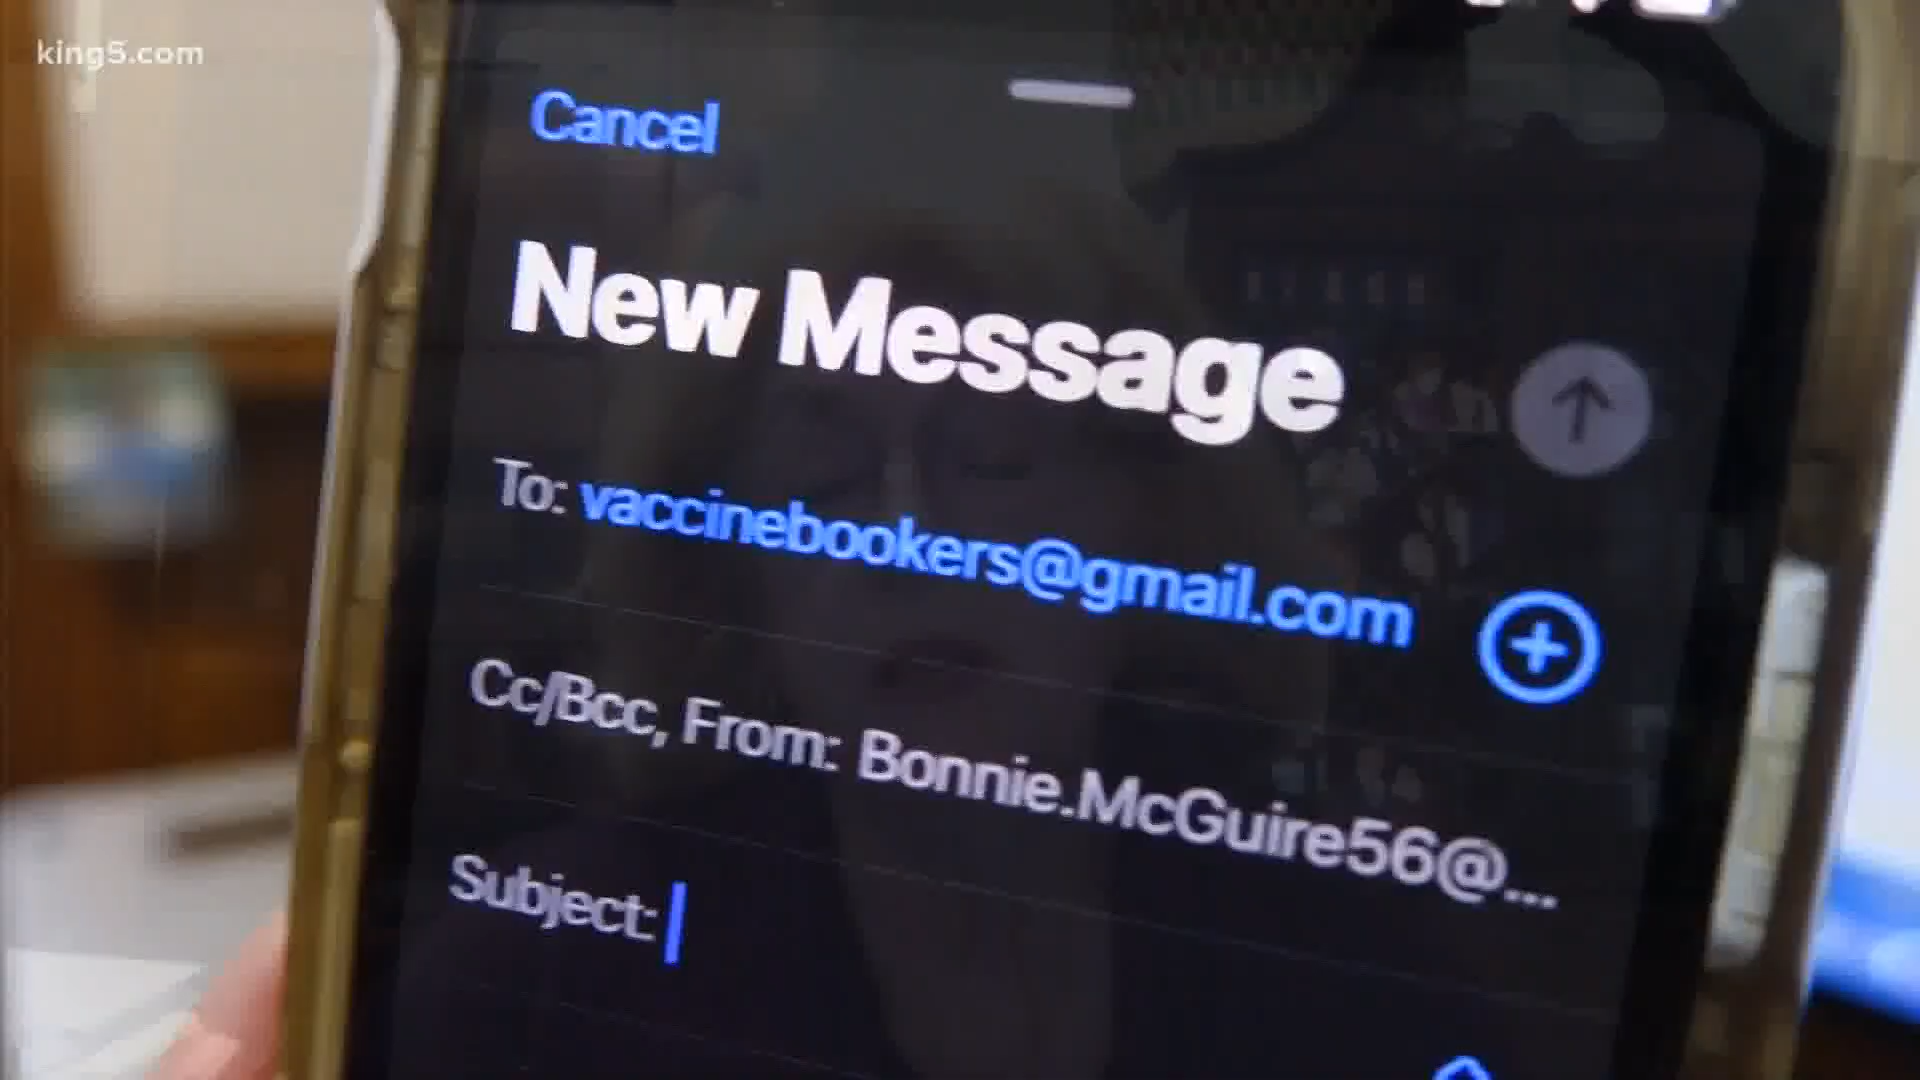 king5.com
Cancel
New Message
To: vaccinebookers@gmail.com
Cc/Bcc, From: Bonnie.McGuire56@...
Subject: